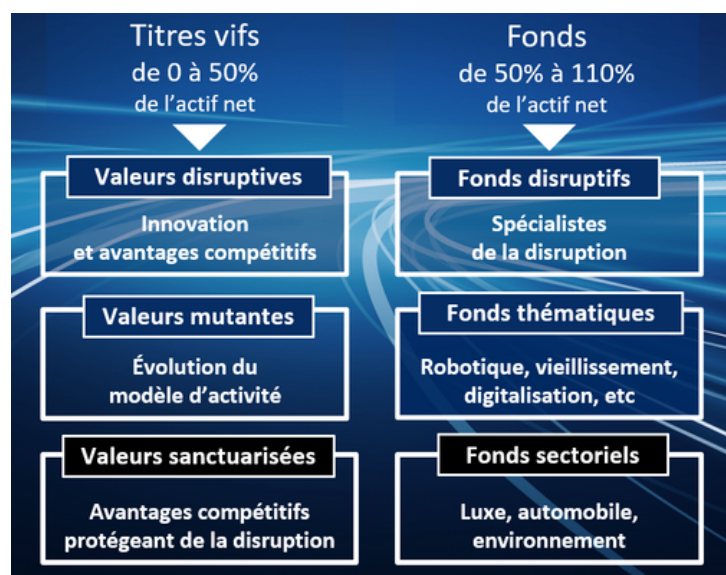 Titres vifs
de 0 à 50%
de l'actif net
Valeurs disruptives
Innovation
et avantages compétitifs
Valeurs mutantes
Évolution du
modèle d'activité
Valeurs sanctuarisées
Avantages compétitifs
protégeant de la disruption
Fonds
de 50% à 110%
de l'actif net
Fonds disruptifs
Spécialistes
de la disruption
Fonds thématiques
Robotique, vieillissement,
digitalisation, etc
Fonds sectoriels
Luxe, automobile,
environnement